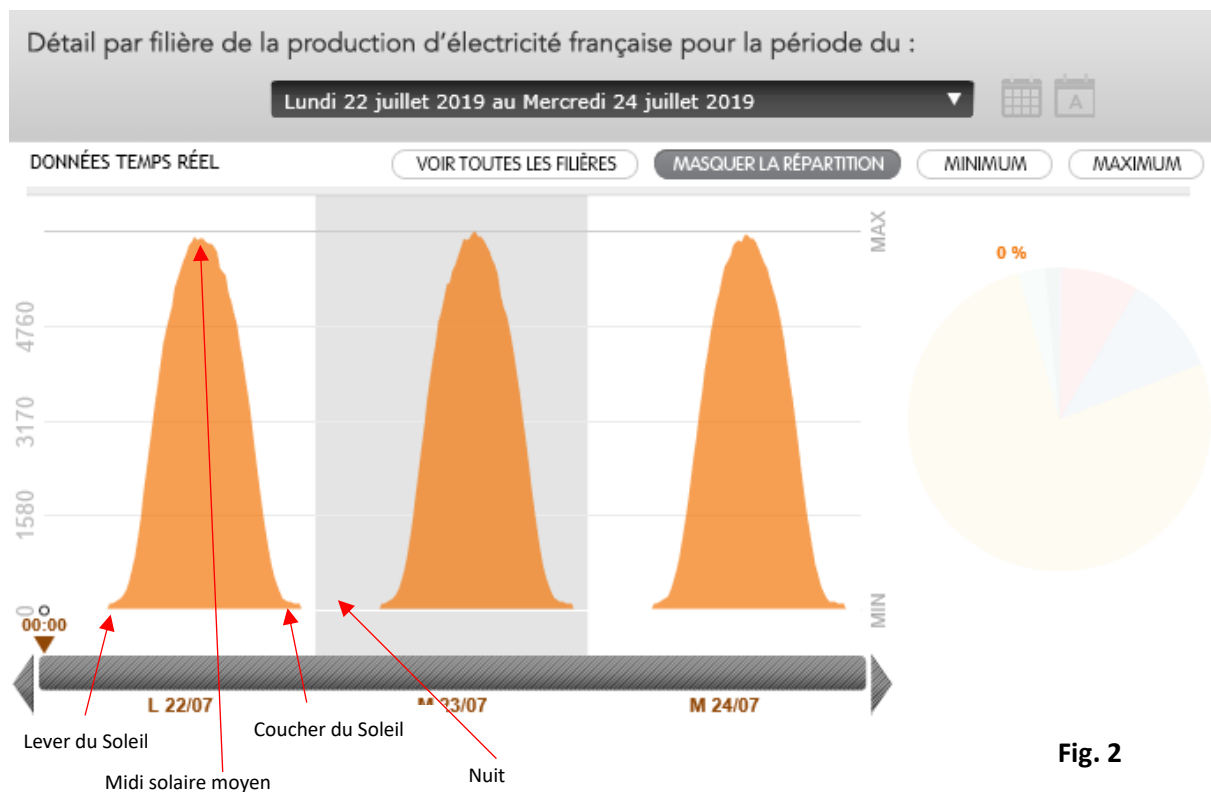 Détail par filière de la production d'électricité française pour la période du :
Lundi 22 juillet 2019 au Mercredi 24 juillet 2019
A
DONNÉES TEMPS RÉEL
VOIR TOUTES LES FILIÈRES
MASQUER LA RÉPARTITION
MINIMUM
MAXIMUM
MAX
0 %
4760
3170
1580
0
MIN
00:00
L 22/07
M 23/07
M 24/07
Lever du Soleil
Coucher du Soleil
Midi solaire moyen
Nuit
Fig. 2